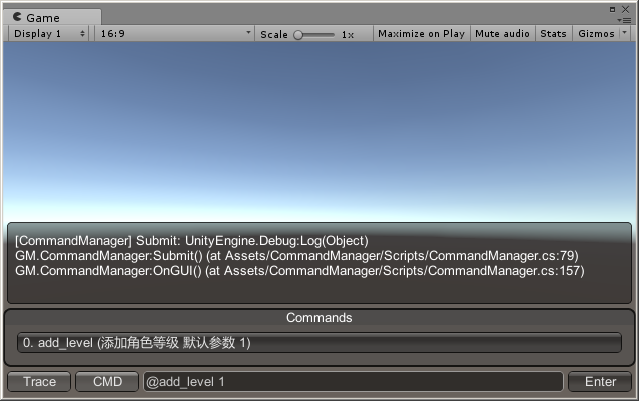 Game
Display 1
16:9
Scale 1x
Maximize on Play
Mute audio
Stats
Gizmos
[CommandManager] Submit: UnityEngine.Debug:Log(Object)
GM.CommandManager:Submit() (at Assets/CommandManager/Scripts/CommandManager.cs:79)
GM.CommandManager:OnGUI() (at Assets/CommandManager/Scripts/CommandManager.cs:157)
Commands
0. add_level (添加角色等级 默认参数 1)
Trace
CMD
@add_level 1
Enter